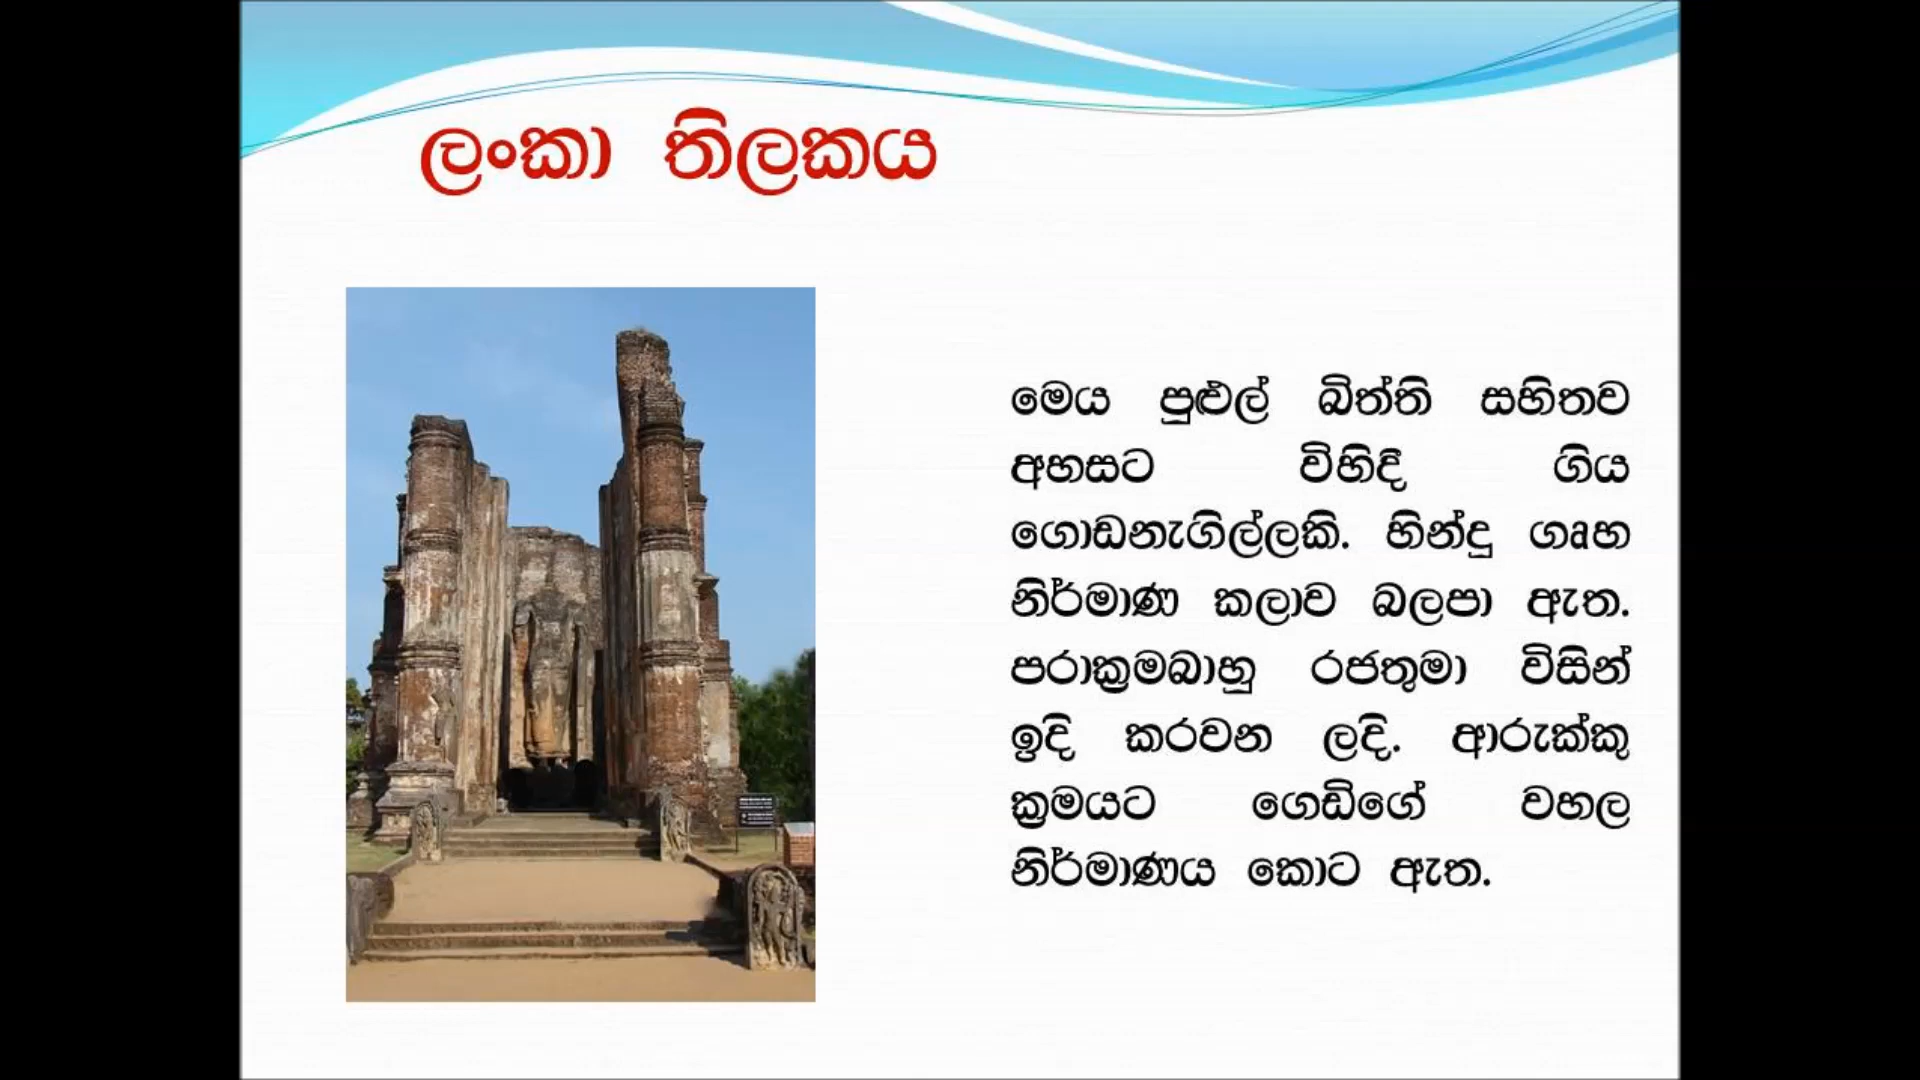 ලංකා තිලකය
මෙය පුළුල් බිත්ති සහිතව
අහසට විහිදී ගිය
ගොඩනැගිල්ලකි. හින්දු ගෘහ
නිර්මාණ කලාව බලපා ඇත.
පරාක්‍රමබාහු රජතුමා විසින්
ඉදි කරවන ලදි. ආරුක්කු
ක්‍රමයට ගෙඩිගේ වහල
නිර්මාණය කොට ඇත.